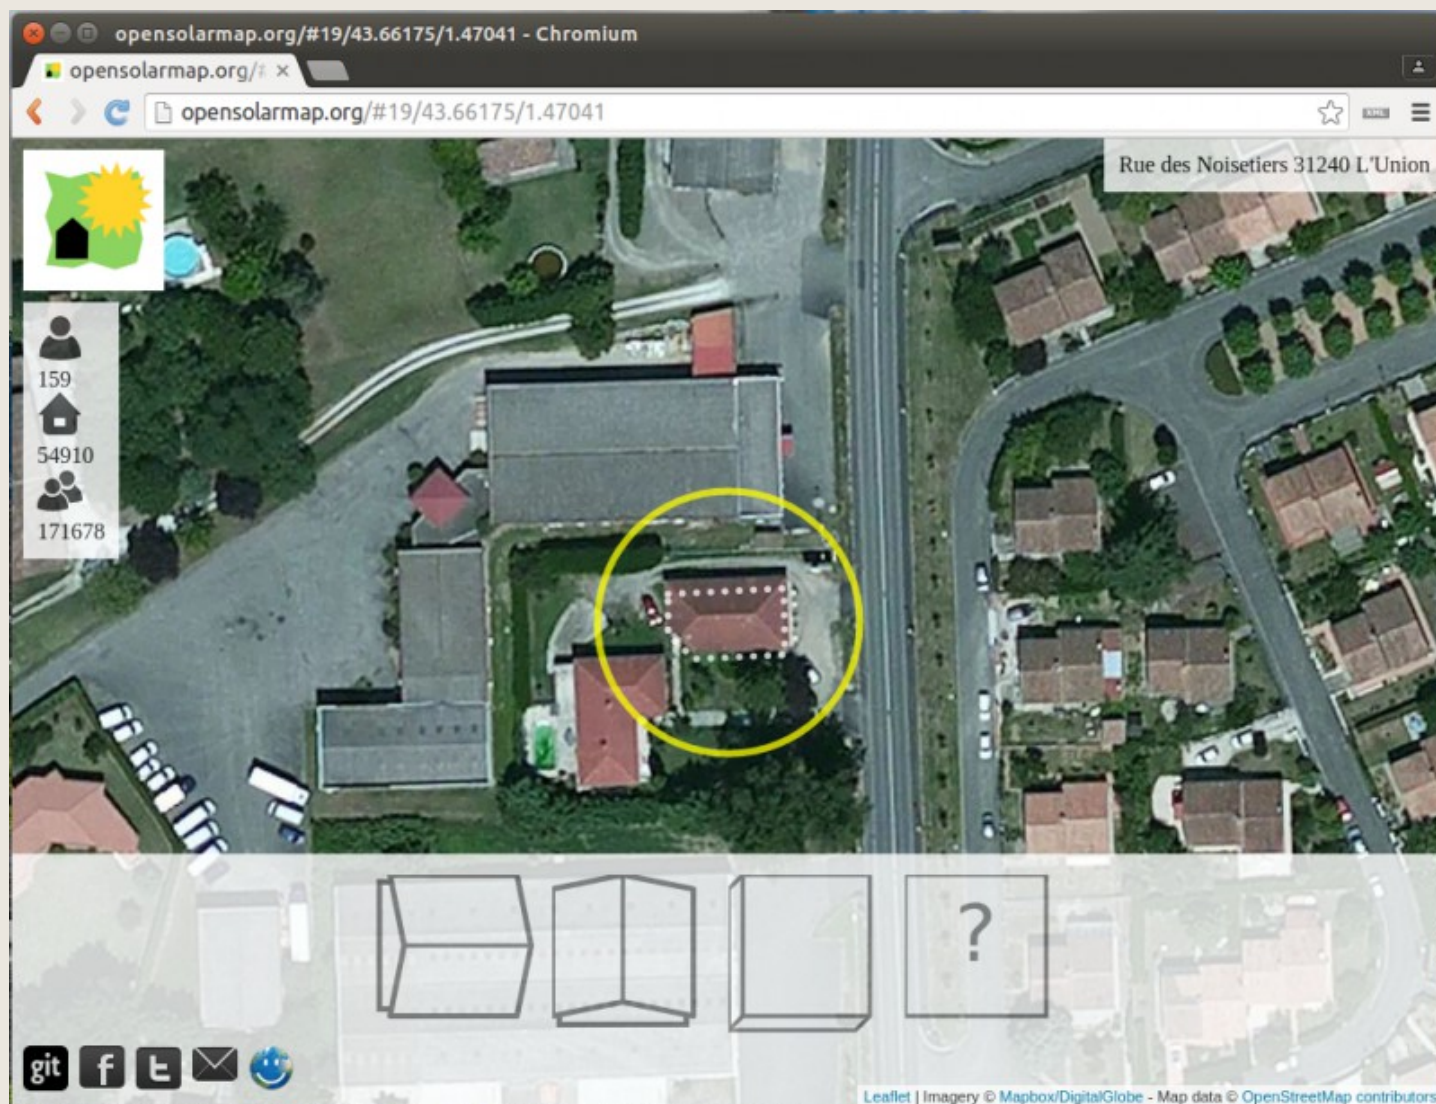 opensolarmap.org/#19/43.66175/1.47041 - Chromium
opensolarmap.org/#
opensolarmap.org/#19/43.66175/1.47041
XML
Rue des Noisetiers 31240 L'Union
159
54910
171678
?
git
f
t
Leaflet | Imagery © Mapbox/DigitalGlobe - Map data © OpenStreetMap contributors